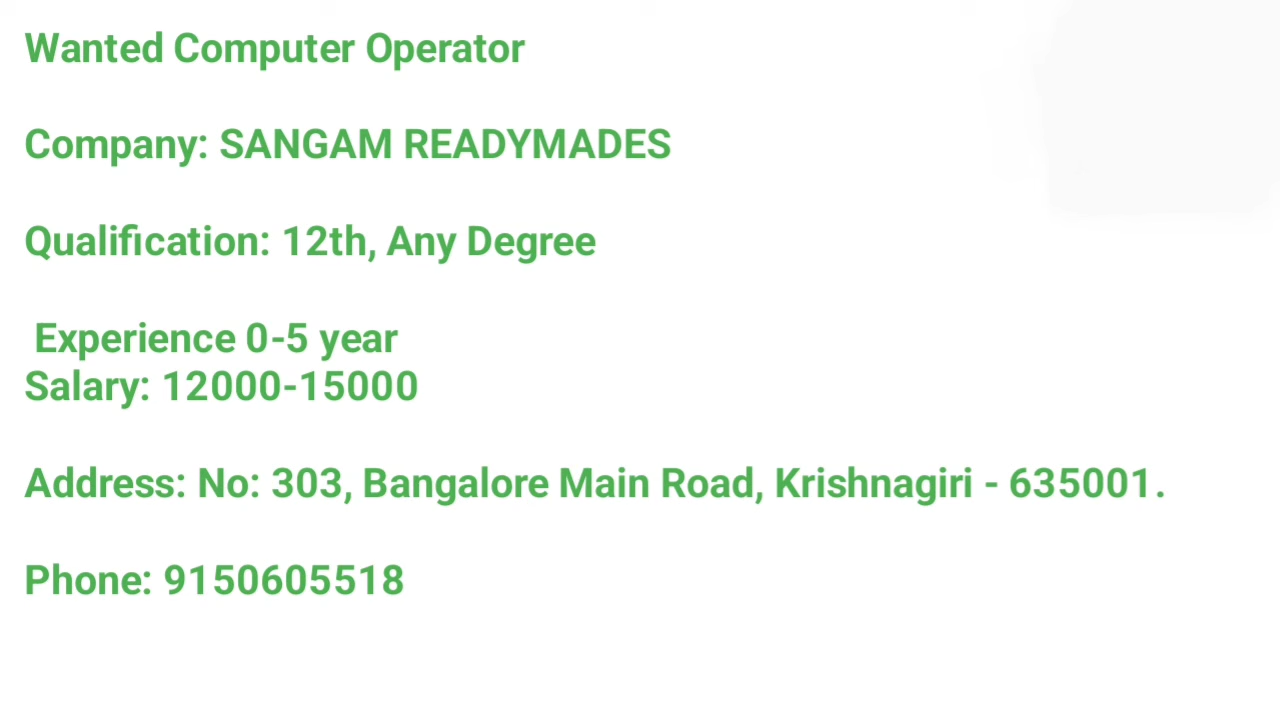 Wanted Computer Operator
Company: SANGAM READYMADES
Qualification: 12th, Any Degree
Experience 0-5 year
Salary: 12000-15000
Address: No: 303, Bangalore Main Road, Krishnagiri - 635001.
Phone: 9150605518